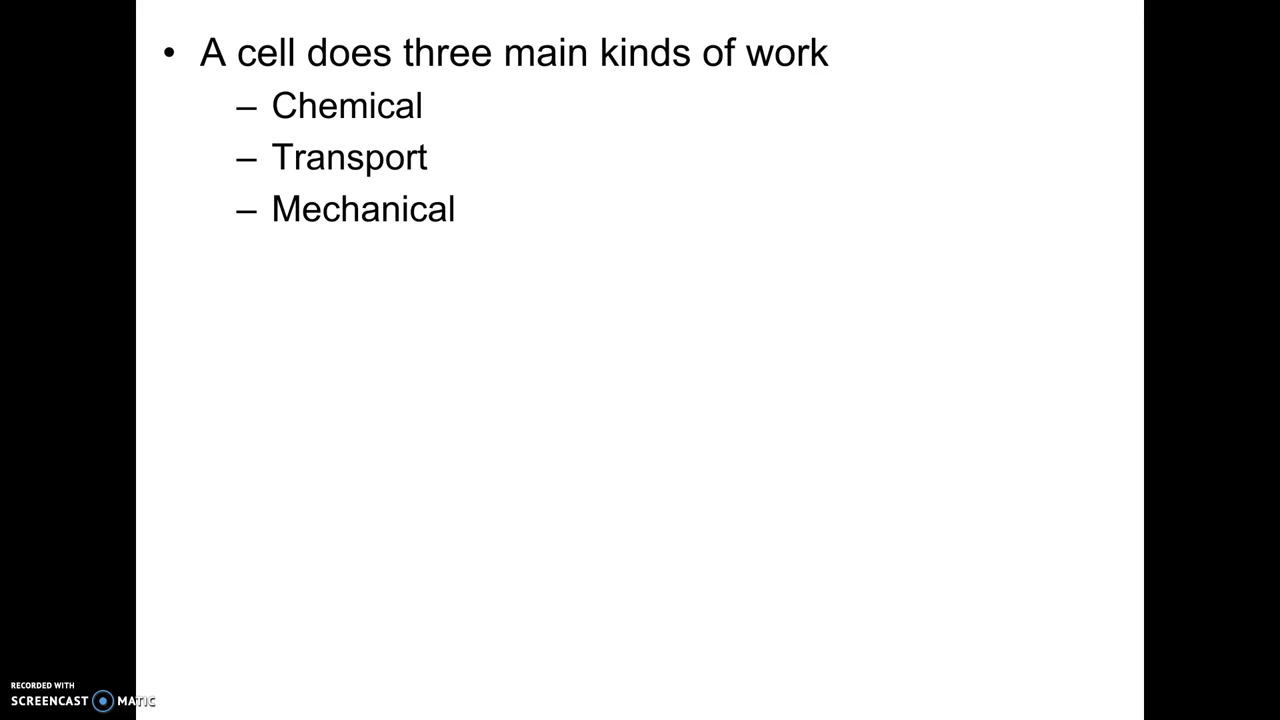 • A cell does three main kinds of work
– Chemical
– Transport
– Mechanical
RECORDED WITH
SCREENCAST MATIC